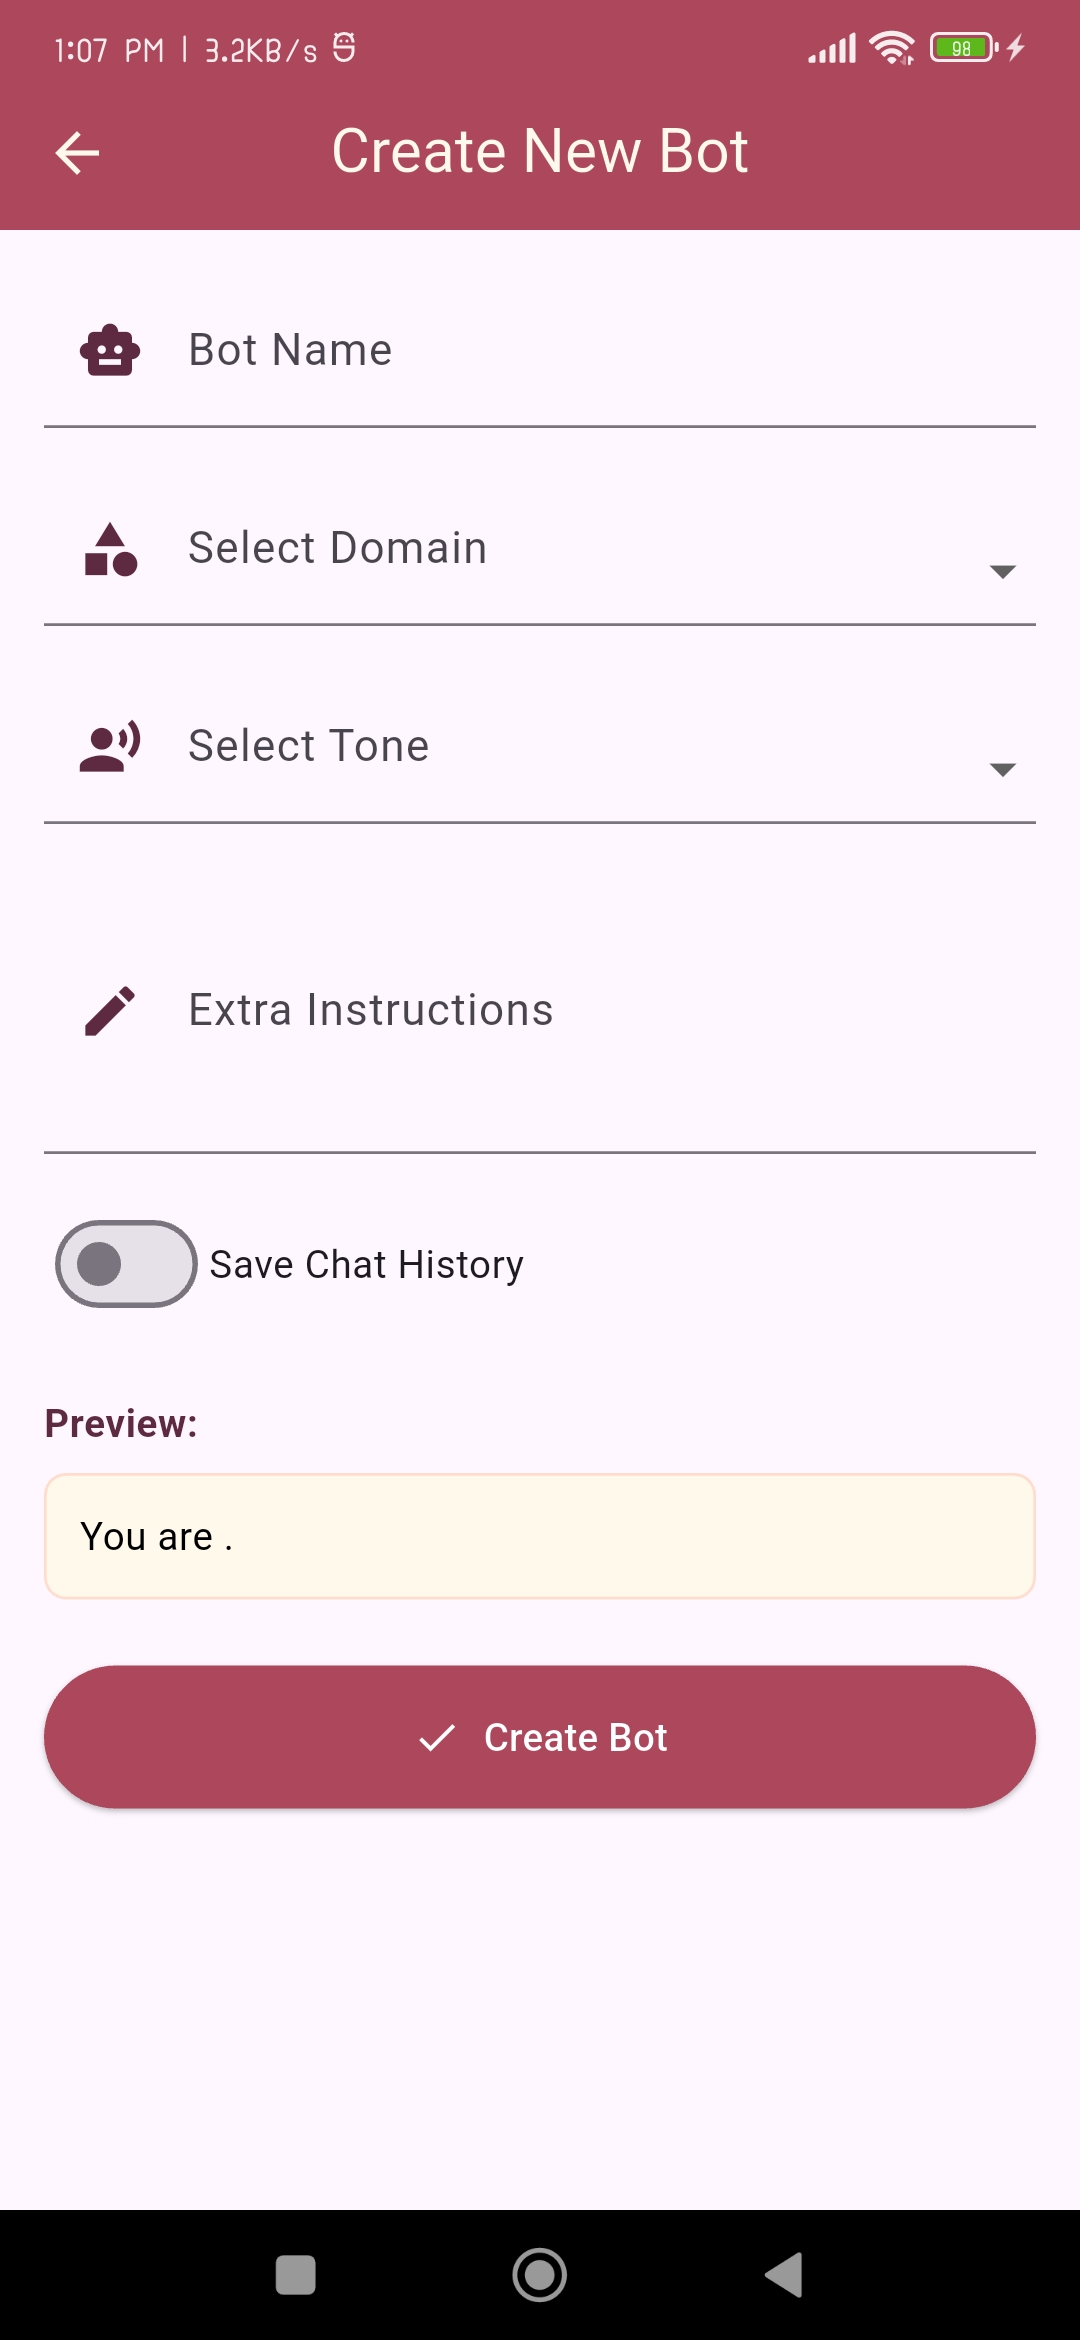 1:07 PM | 3.2KB/s
98
Create New Bot
Bot Name
Select Domain
Select Tone
Extra Instructions
Save Chat History
Preview:
You are .
Create Bot